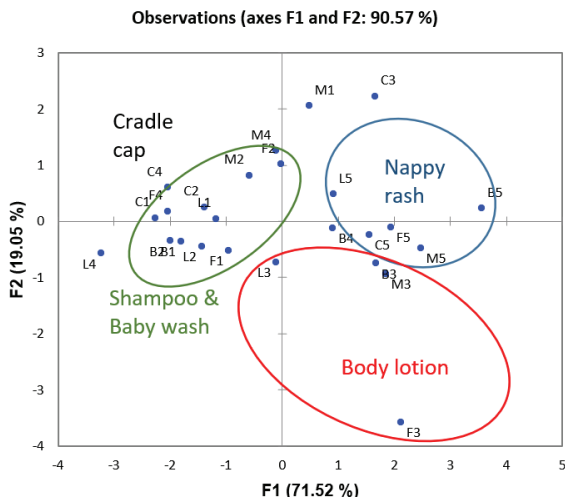 Observations (axes F1 and F2: 90.57 %)
3
2
1
0
-1
-2
-3
-4
F2 (19.05 %)
M1
C3
Cradle
cap
M4
F2
M2
C4
F4
C2
C1
L1
L5
Nappy
rash
E5
B4
F5
C5
M5
B2
B1
L2
F1
L4
L3
B3
M3
Shampoo &
Baby wash
Body lotion
F3
-4
-3
-2
-1
0
1
2
3
4
5
F1 (71.52 %)